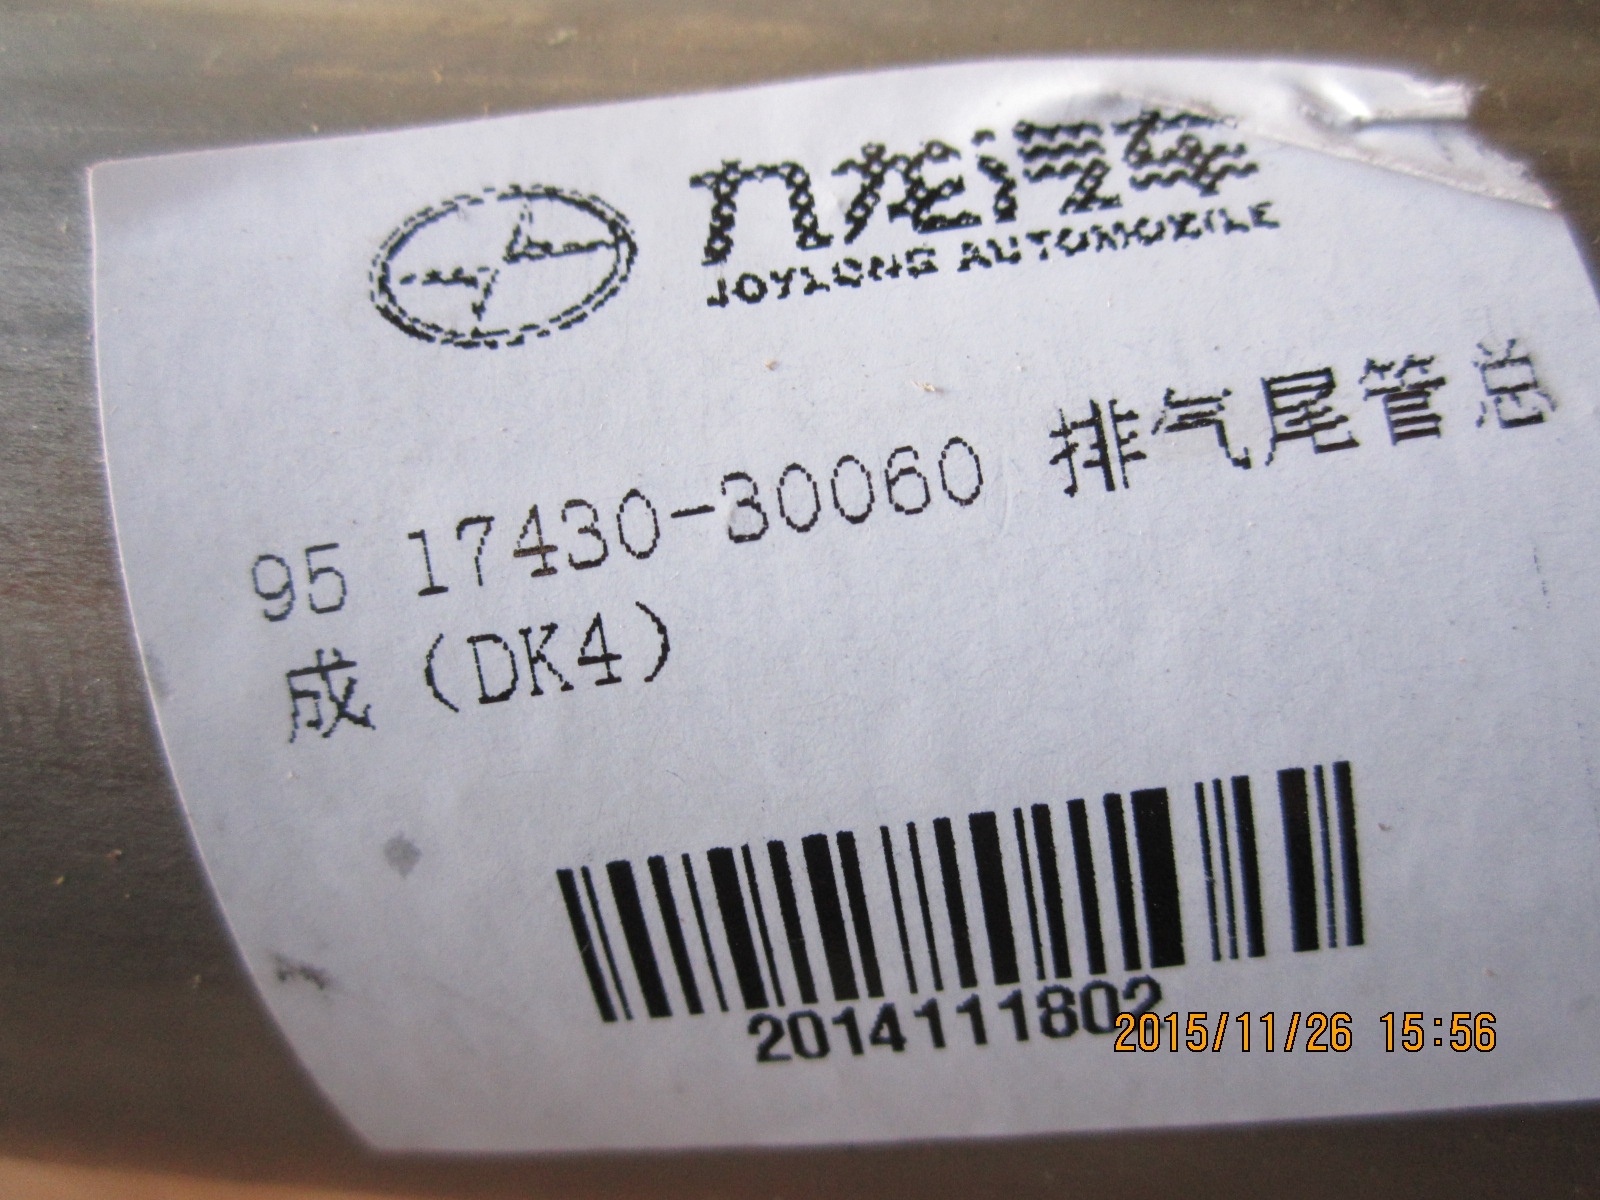 九龙汽车
JOYLONG AUTOMOBILE
95 17430-30060 排气尾管总
成(DK4)
2014111802
2015/11/26 15:56